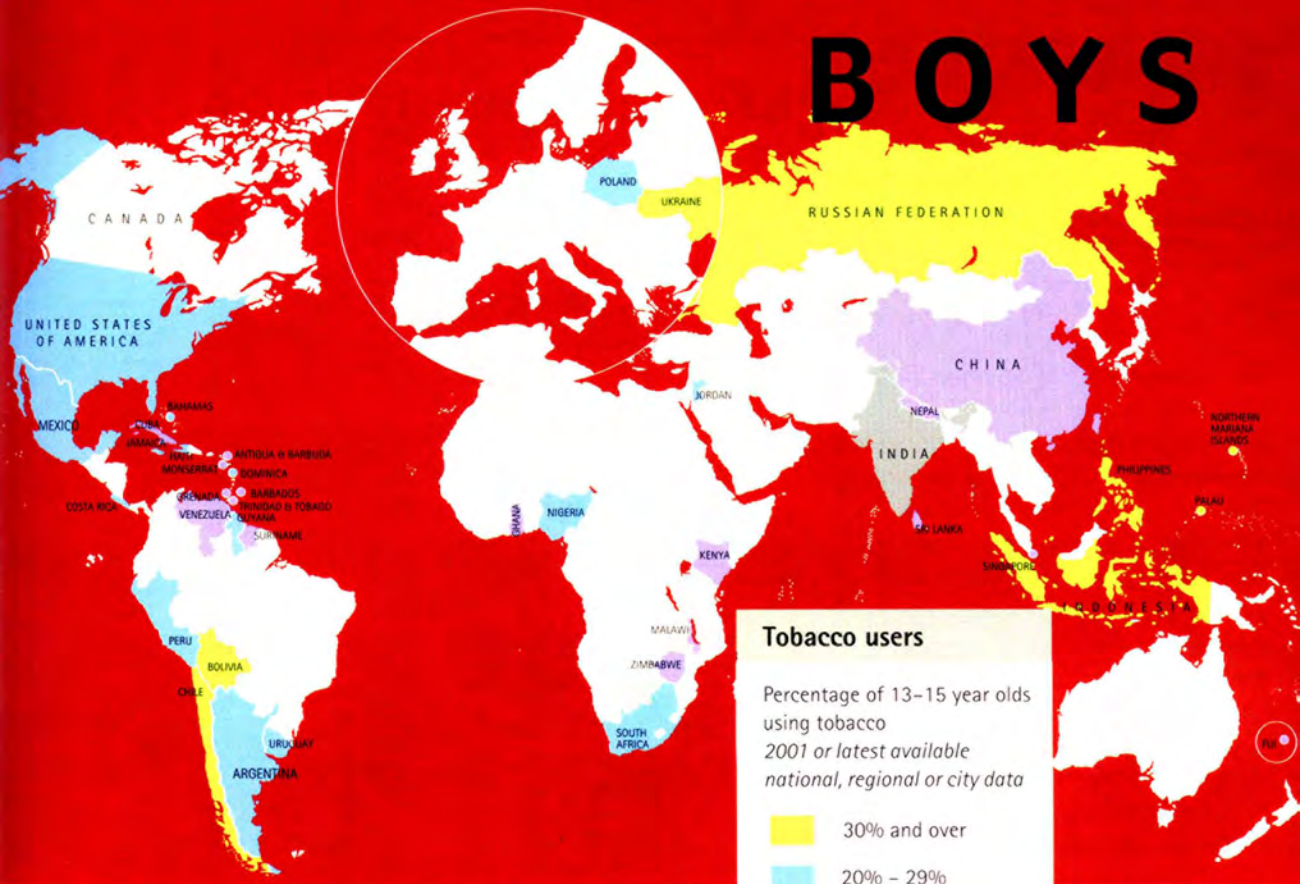 BOYS
POLAND
UKRAINE
RUSSIAN FEDERATION
CANADA
UNITED STATES
OF AMERICA
CHINA
JORDAN
NEPAL
BAHAMAS
MEXICO
CUBA
JAMAICA
HAITI
ANTIGUA & BARBUDA
MONSERRAT
DOMINICA
INDIA
NORTHERN
MARIANA
ISLANDS
PHILIPPINES
GRENADA
BARBADOS
COSTA RICA
TRINIDAD & TOBAGO
VENEZUELA
GUYANA
SURINAME
GHANA
NIGERIA
PALAU
SRI LANKA
KENYA
SINGAPORE
INDONESIA
MALAWI
PERU
BOLIVIA
ZIMBABWE
CHILE
SOUTH
AFRICA
URUGUAY
ARGENTINA
FIJI
Tobacco users
Percentage of 13–15 year olds
using tobacco
2001 or latest available
national, regional or city data
30% and over
20% – 29%